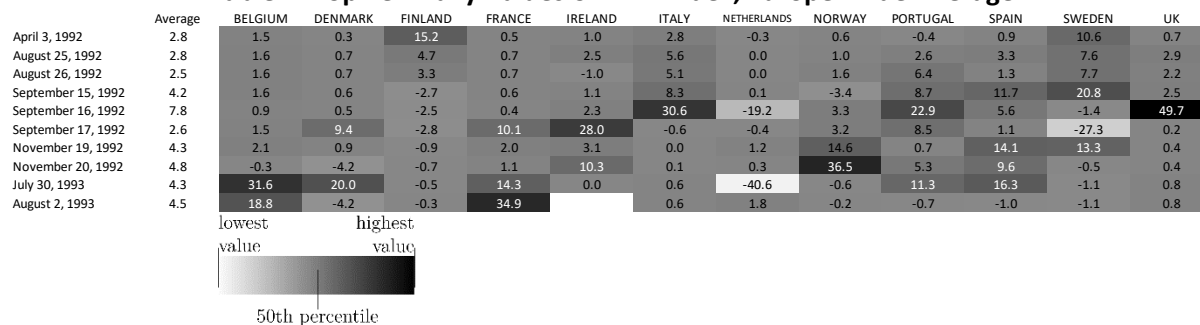 Average BELGIUM DENMARK FINLAND FRANCE IRELAND ITALY NETHERLANDS NORWAY PORTUGAL SPAIN SWEDEN UK
April 3, 1992 2.8 1.5 0.3 15.2 0.5 1.0 2.8 -0.3 0.6 -0.4 0.9 10.6 0.7
August 25, 1992 2.8 1.6 0.7 4.7 0.7 2.5 5.6 0.0 1.0 2.6 3.3 7.6 2.9
August 26, 1992 2.5 1.6 0.7 3.3 0.7 -1.0 5.1 0.0 1.6 6.4 1.3 7.7 2.2
September 15, 1992 4.2 1.6 0.6 -2.7 0.6 1.1 8.3 0.1 -3.4 8.7 11.7 20.8 2.5
September 16, 1992 7.8 0.9 0.5 -2.5 0.4 2.3 30.6 -19.2 3.3 22.9 5.6 -1.4 49.7
September 17, 1992 2.6 1.5 9.4 -2.8 10.1 28.0 -0.6 -0.4 3.2 8.5 1.1 -27.3 0.2
November 19, 1992 4.3 2.1 0.9 -0.9 2.0 3.1 0.0 1.2 14.6 0.7 14.1 13.3 0.4
November 20, 1992 4.8 -0.3 -4.2 -0.7 1.1 10.3 0.1 0.3 36.5 5.3 9.6 -0.5 0.4
July 30, 1993 4.3 31.6 20.0 -0.5 14.3 0.0 0.6 -40.6 -0.6 11.3 16.3 -1.1 0.8
August 2, 1993 4.5 18.8 -4.2 -0.3 34.9 0.6 1.8 -0.2 -0.7 -1.0 -1.1 0.8
lowest highest
value value
50th percentile